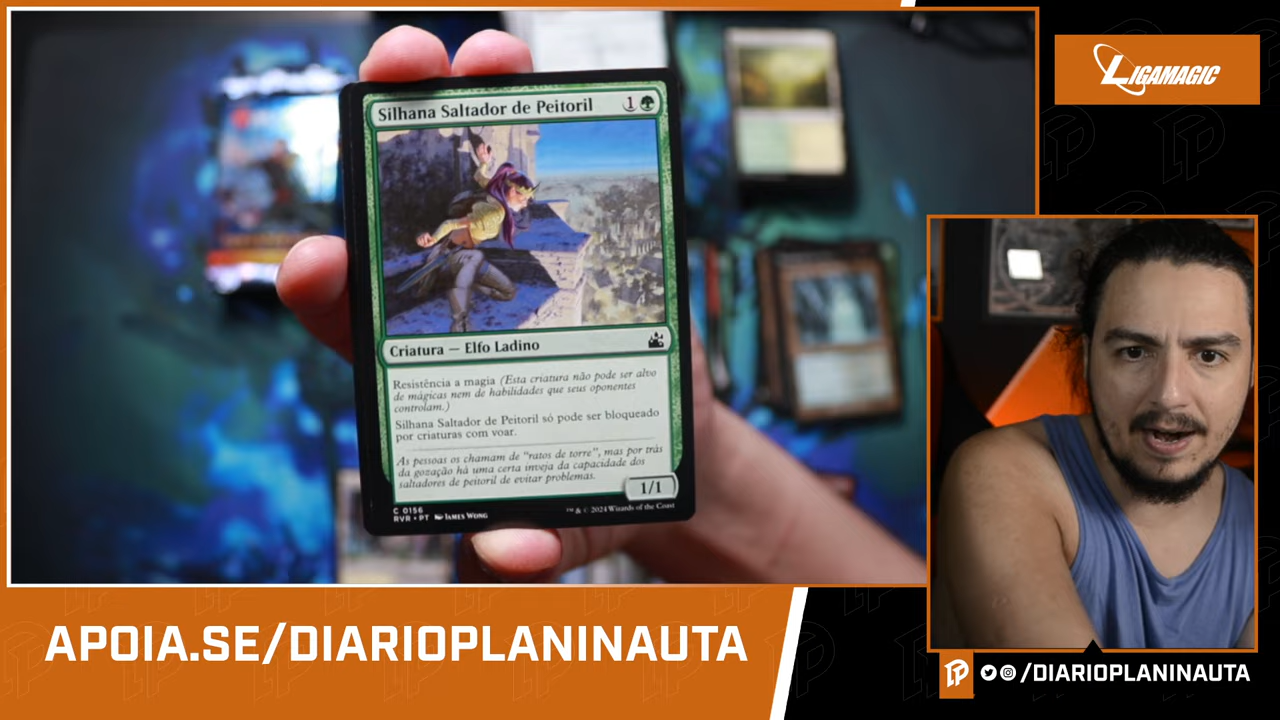 Silhana Saltador de Peitoril 1
Criatura — Elfo Ladino
Resistência a magia (Esta criatura não pode ser alvo
de mágicas nem de habilidades que seus oponentes
controlam.)
Silhana Saltador de Peitoril só pode ser bloqueado
por criaturas com voar.
As pessoas os chamam de "ratos de torre", mas por trás
da gozação há uma certa inveja da capacidade dos
saltadores de peitoril de evitar problemas.
1/1
C 0156
RVR • PT James Wong
™ & © 2024 Wizards of the Coast
LIGAMAGIC
APOIA.SE/DIARIOPLANINAUTA
/DIARIOPLANINAUTA